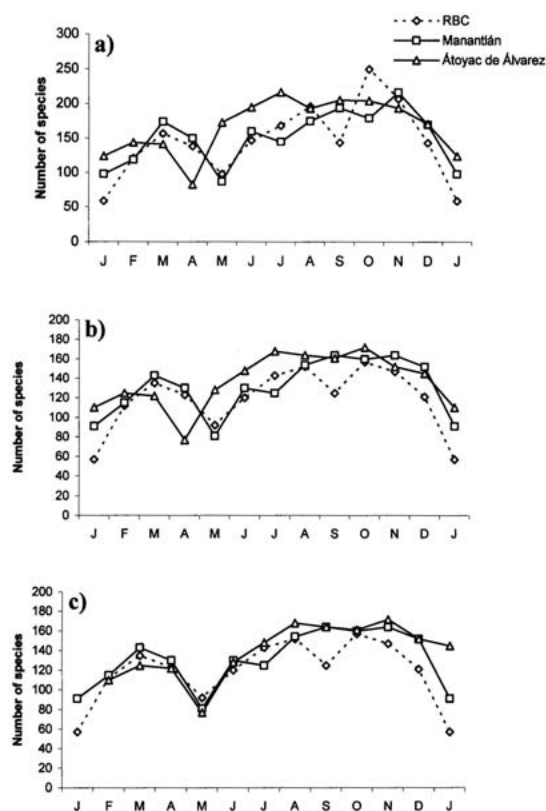 RBC
Manantlán
Átoyac de Álvarez
a)
Number of species
300
250
200
150
100
50
0
J F M A M J J A S O N D J
b)
Number of species
200
180
160
140
120
100
80
60
40
20
0
J F M A M J J A S O N D J
c)
Number of species
200
180
160
140
120
100
80
60
40
20
0
J F M A M J J A S O N D J